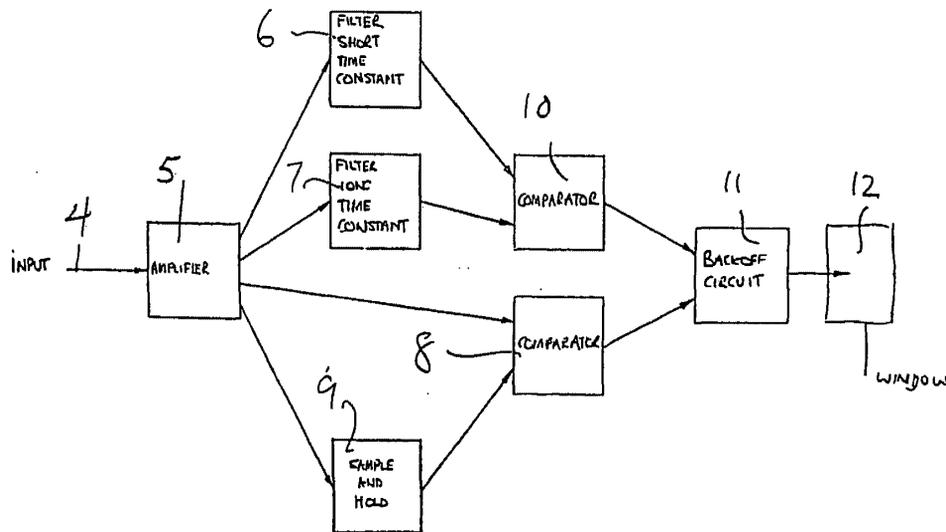 6
FILTER
SHORT
TIME
CONSTANT
10
5
7
FILTER
LONG
TIME
CONSTANT
11
12
4
COMPARATOR
INPUT
AMPLIFIER
BACKOFF
CIRCUIT
8
COMPARATOR
WINDOW
9
SAMPLE
AND
HOLD